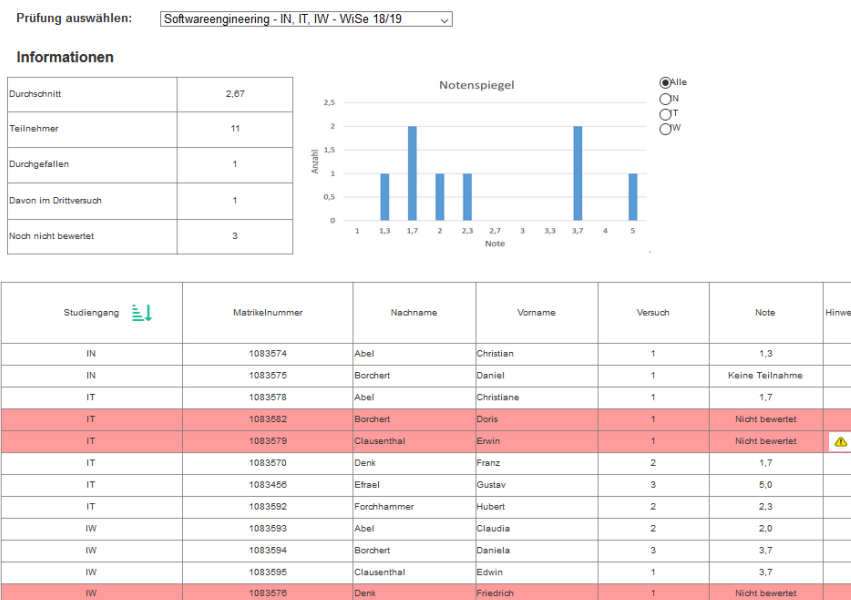 Prüfung auswählen: Softwareengineering - IN, IT, IW - WiSe 18/19
Informationen
Durchschnitt 2,67
Teilnehmer 11
Durchgefallen 1
Davon im Drittversuch 1
Noch nicht bewertet 3
Notenspiegel
2,5
2
1,5
1
0,5
0
Anzahl
1 1,3 1,7 2 2,3 2,7 3 3,3 3,7 4 5
Note
Alle
IN
IT
IW
Studiengang Matrikelnummer Nachname Vorname Versuch Note Hinwe
IN 1083574 Abel Christian 1 1,3
IN 1083575 Borchert Daniel 1 Keine Teilnahme
IT 1083578 Abel Christiane 1 1,7
IT 1083582 Borchert Doris 1 Nicht bewertet
IT 1083579 Clausenthal Erwin 1 Nicht bewertet
IT 1083570 Denk Franz 2 1,7
IT 1083456 Efrael Gustav 3 5,0
IT 1083592 Forchhammer Hubert 2 2,3
IW 1083593 Abel Claudia 2 2,0
IW 1083594 Borchert Daniela 3 3,7
IW 1083595 Clausenthal Edwin 1 3,7
IW 1083576 Denk Friedrich 1 Nicht bewertet